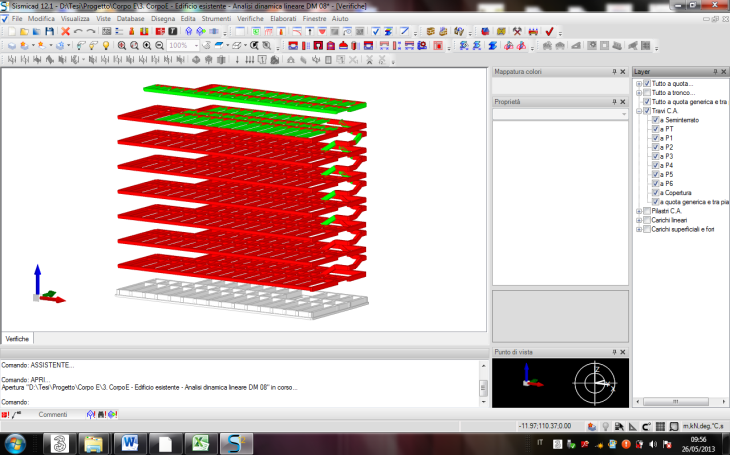 Sismicad 12.1 - D:\Tesi\Progetto\Corpo E\3. CorpoE - Edificio esistente - Analisi dinamica lineare DM 08* - [Verifiche]
File Modifica Visualizza Viste Database Disegna Edita Strumenti Verifiche Elaborati Finestre Aiuto
100%
Mappatura colori
Proprietà
Layer
Tutto a quota...
Tutto a tronco...
Tutto a quota generica e tra
Travi C.A.
a Seminterrato
a PT
a P1
a P2
a P3
a P4
a P5
a P6
a Copertura
a quota generica e tra pia
Pilastri C.A.
Carichi lineari
Carichi superficiali e fori
Verifiche
Punto di vista
Z
Y
X
Comando: ASSISTENTE...
Comando: APRI...
Apertura "D:\Tesi\Progetto\Corpo E\3. CorpoE - Edificio esistente - Analisi dinamica lineare DM 08" in corso...
Comando:
Commenti
-11.97;110.37;0.00
m,kN,deg,°C,s
IT
09:56
26/05/2013